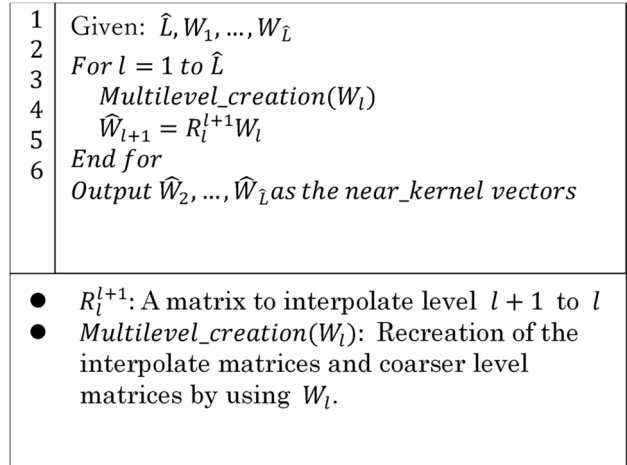 1 Given: L̂, W₁, ..., W_L̂
2 For l = 1 to L̂
3 Multilevel_creation(Wₗ)
4 Ŵₗ₊₁ = Rₗˡ⁺¹Wₗ
5 End for
6 Output Ŵ₂, ..., Ŵ_L̂ as the near_kernel vectors
● Rₗˡ⁺¹: A matrix to interpolate level l + 1 to l
● Multilevel_creation(Wₗ): Recreation of the
interpolate matrices and coarser level
matrices by using Wₗ.